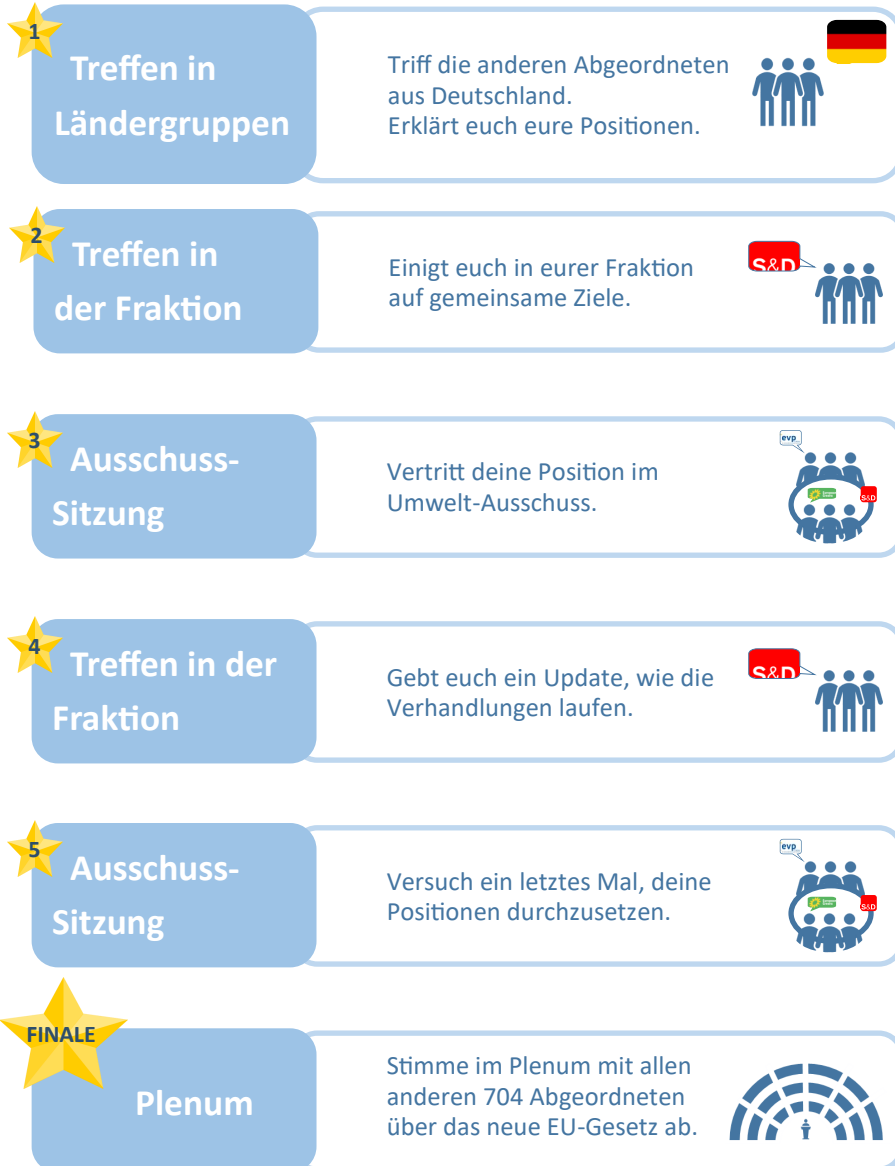 1
Treffen in
Ländergruppen
Triff die anderen Abgeordneten
aus Deutschland.
Erklärt euch eure Positionen.
2
Treffen in
der Fraktion
Einigt euch in eurer Fraktion
auf gemeinsame Ziele.
S&D
3
Ausschuss-
Sitzung
Vertritt deine Position im
Umwelt-Ausschuss.
evp
S&D
4
Treffen in der
Fraktion
Gebt euch ein Update, wie die
Verhandlungen laufen.
S&D
5
Ausschuss-
Sitzung
Versuch ein letztes Mal, deine
Positionen durchzusetzen.
evp
S&D
FINALE
Plenum
Stimme im Plenum mit allen
anderen 704 Abgeordneten
über das neue EU-Gesetz ab.